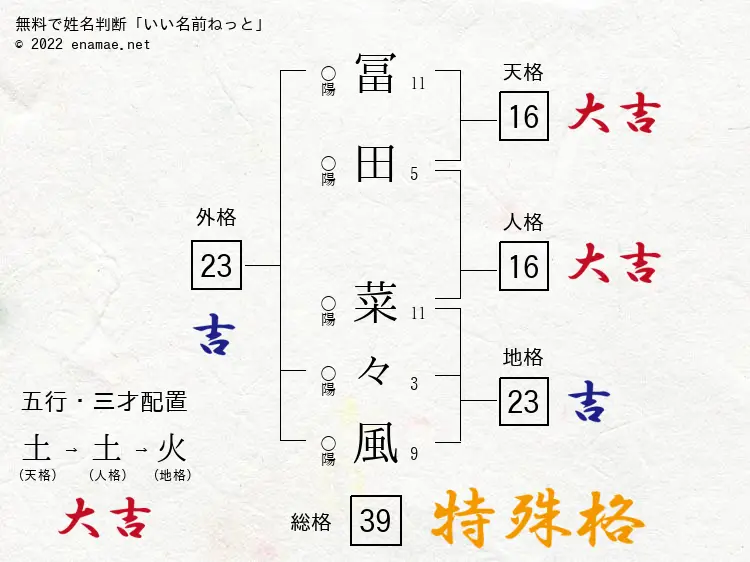 無料で姓名判断「いい名前ねっと」
© 2022 enamae.net
○陽 冨 11
○陽 田 5
○陽 菜 11
○陽 々 3
○陽 風 9
天格
16 大吉
人格
16 大吉
地格
23 吉
外格
23
吉
五行・三才配置
土→土→火
(天格) (人格) (地格)
大吉
総格 39 特殊格